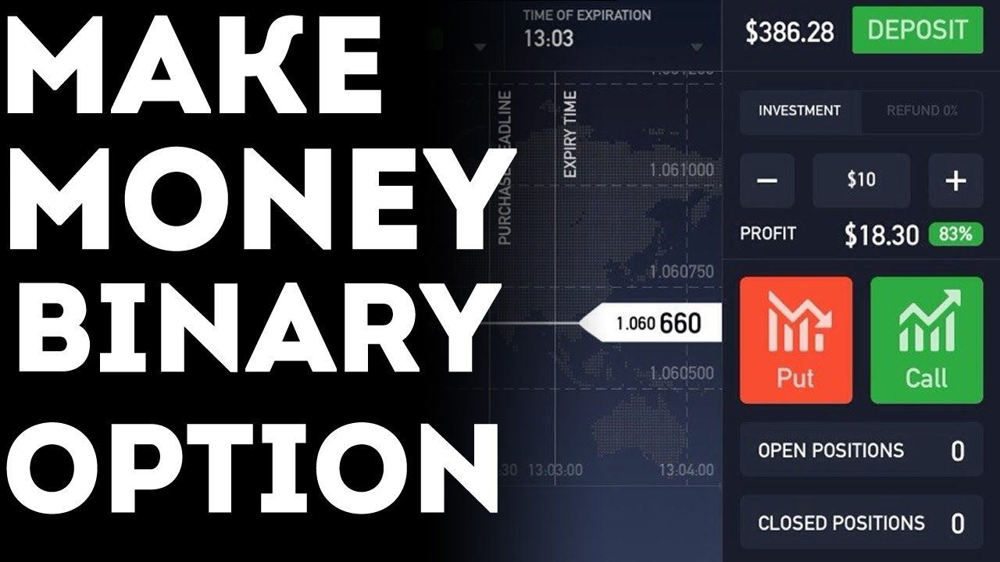 MAKE
MONEY
BINARY
OPTION
TIME OF EXPIRATION
13:03
PURCHASE DEADLINE
EXPIRY TIME
1.061000
1.060750
1.060 660
1.060500
:30 13:03:00 13:04:00
$386.28 DEPOSIT
INVESTMENT REFUND 0%
− $10 +
PROFIT $18.30 83%
Put Call
OPEN POSITIONS 0
CLOSED POSITIONS 0